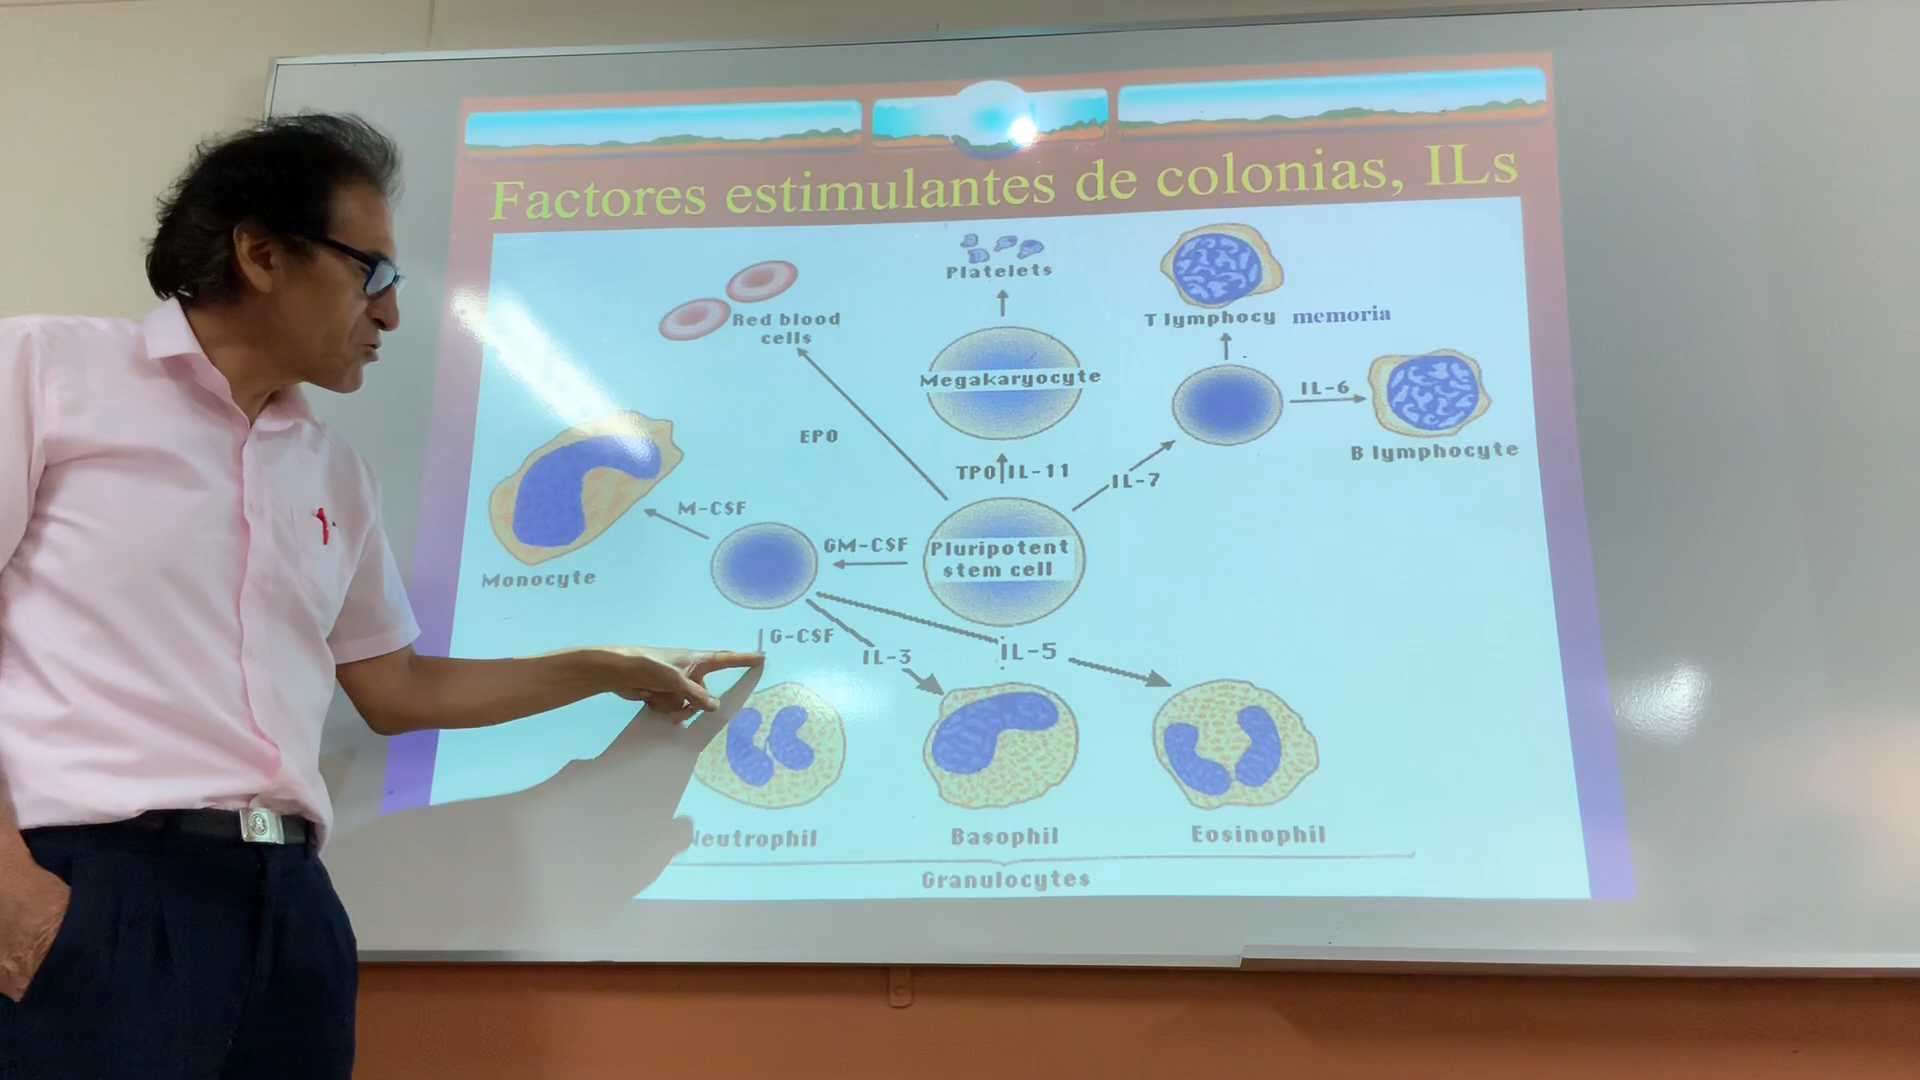 Factores estimulantes de colonias, ILs
Platelets
Red blood
cells
T lymphocy memoria
Megakaryocyte
IL-6
B lymphocyte
EPO
TPO IL-11
IL-7
M-CSF
GM-CSF
Pluripotent
stem cell
Monocyte
G-CSF
IL-3
IL-5
Neutrophil
Basophil
Eosinophil
Granulocytes